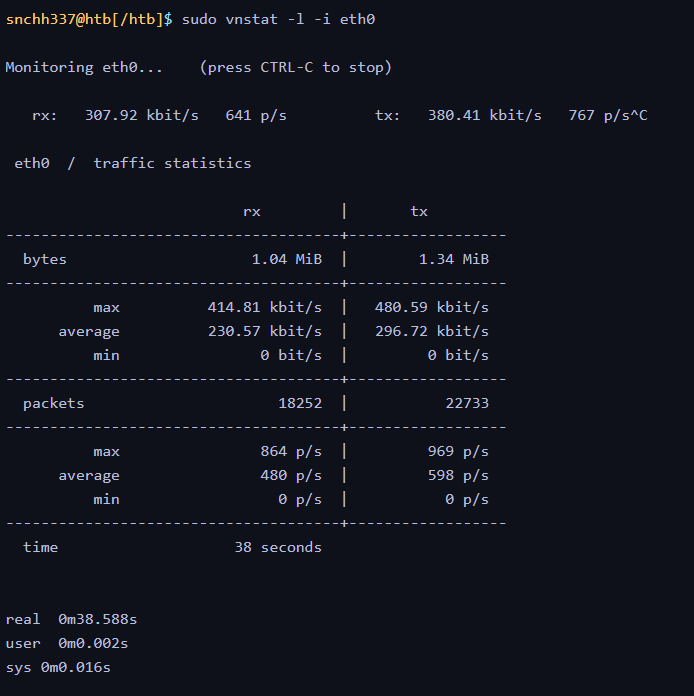 snchh337@htb[/htb]$ sudo vnstat -l -i eth0
Monitoring eth0...    (press CTRL-C to stop)
   rx:   307.92 kbit/s   641 p/s          tx:   380.41 kbit/s   767 p/s^C
 eth0  /  traffic statistics
                           rx         |       tx
--------------------------------------+------------------
  bytes                     1.04 MiB  |        1.34 MiB
--------------------------------------+------------------
          max          414.81 kbit/s  |   480.59 kbit/s
      average          230.57 kbit/s  |   296.72 kbit/s
          min                0 bit/s  |         0 bit/s
--------------------------------------+------------------
  packets                      18252  |           22733
--------------------------------------+------------------
          max                864 p/s  |         969 p/s
      average                480 p/s  |         598 p/s
          min                  0 p/s  |           0 p/s
--------------------------------------+------------------
  time                    38 seconds
real  0m38.588s
user  0m0.002s
sys 0m0.016s